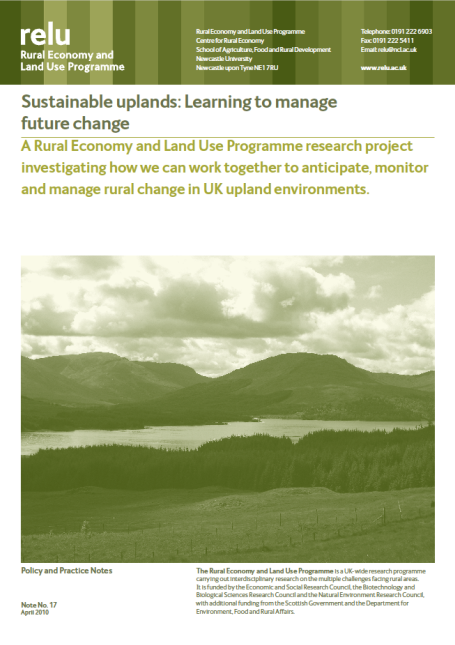 relu
Rural Economy and
Land Use Programme
Rural Economy and Land Use Programme
Centre for Rural Economy
School of Agriculture, Food and Rural Development
Newcastle University
Newcastle upon Tyne NE1 7RU
Telephone: 0191 222 6903
Fax: 0191 222 5411
Email: relu@ncl.ac.uk
www.relu.ac.uk
Sustainable uplands: Learning to manage
future change
A Rural Economy and Land Use Programme research project
investigating how we can work together to anticipate, monitor
and manage rural change in UK upland environments.
Policy and Practice Notes
Note No. 17
April 2010
The Rural Economy and Land Use Programme is a UK-wide research programme
carrying out interdisciplinary research on the multiple challenges facing rural areas.
It is funded by the Economic and Social Research Council, the Biotechnology and
Biological Sciences Research Council and the Natural Environment Research Council,
with additional funding from the Scottish Government and the Department for
Environment, Food and Rural Affairs.